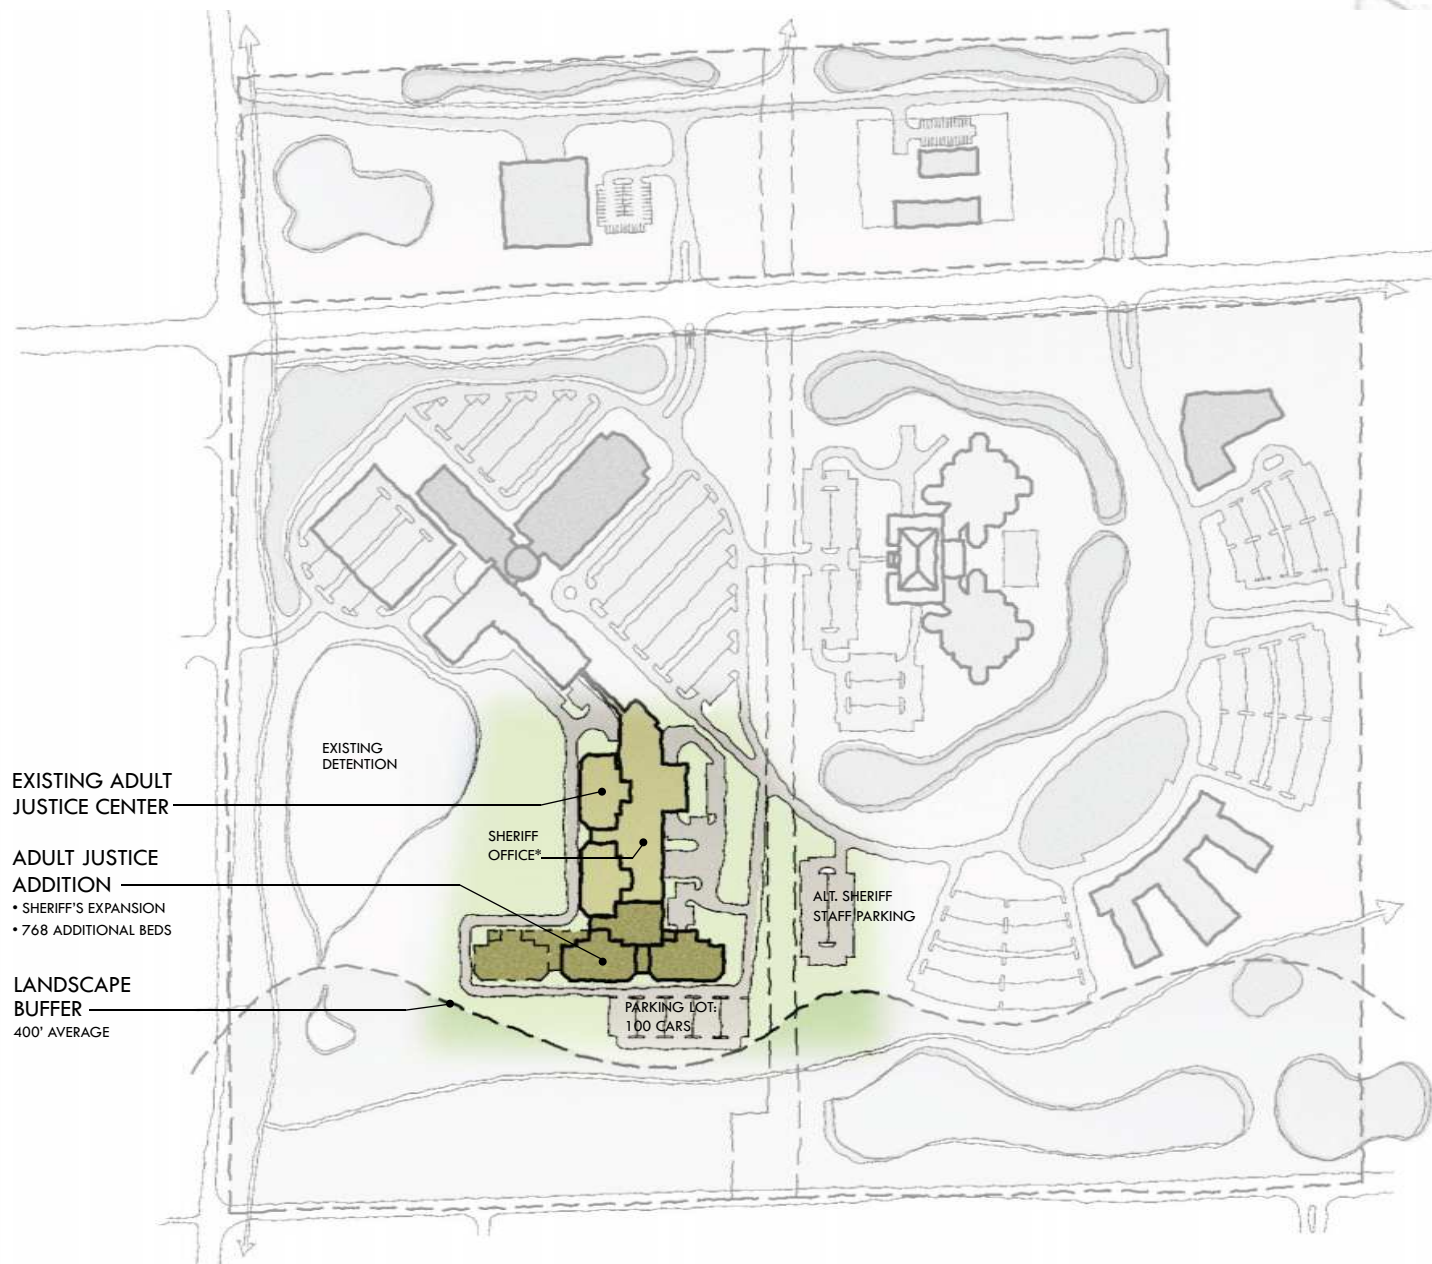 EXISTING
DETENTION
EXISTING ADULT
JUSTICE CENTER
SHERIFF
OFFICE*
ADULT JUSTICE
ADDITION
• SHERIFF'S EXPANSION
• 768 ADDITIONAL BEDS
ALT. SHERIFF
STAFF PARKING
LANDSCAPE
BUFFER
400' AVERAGE
PARKING LOT:
100 CARS